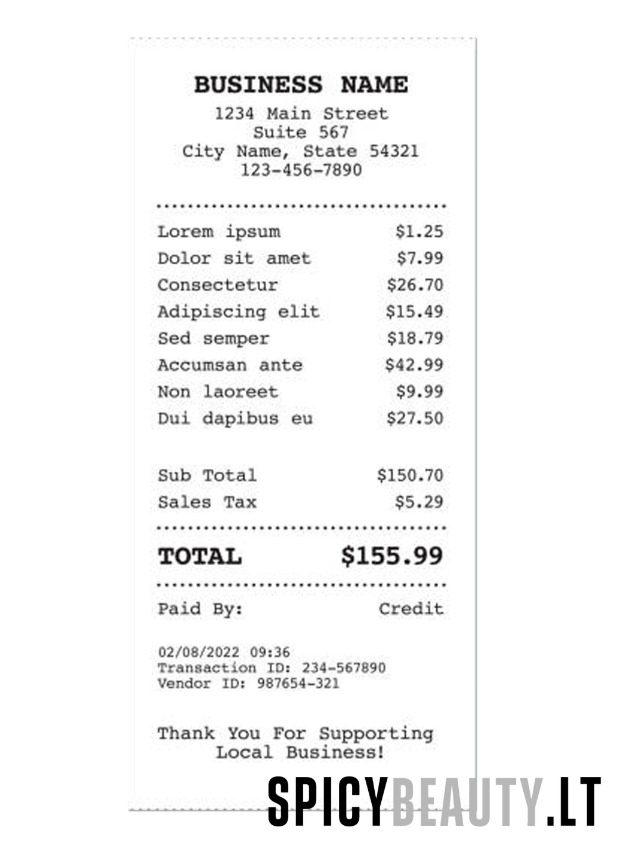 BUSINESS NAME
1234 Main Street
Suite 567
City Name, State 54321
123-456-7890
Lorem ipsum $1.25
Dolor sit amet $7.99
Consectetur $26.70
Adipiscing elit $15.49
Sed semper $18.79
Accumsan ante $42.99
Non laoreet $9.99
Dui dapibus eu $27.50
Sub Total $150.70
Sales Tax $5.29
TOTAL $155.99
Paid By: Credit
02/08/2022 09:36
Transaction ID: 234-567890
Vendor ID: 987654-321
Thank You For Supporting
Local Business!
SPICYBEAUTY.LT